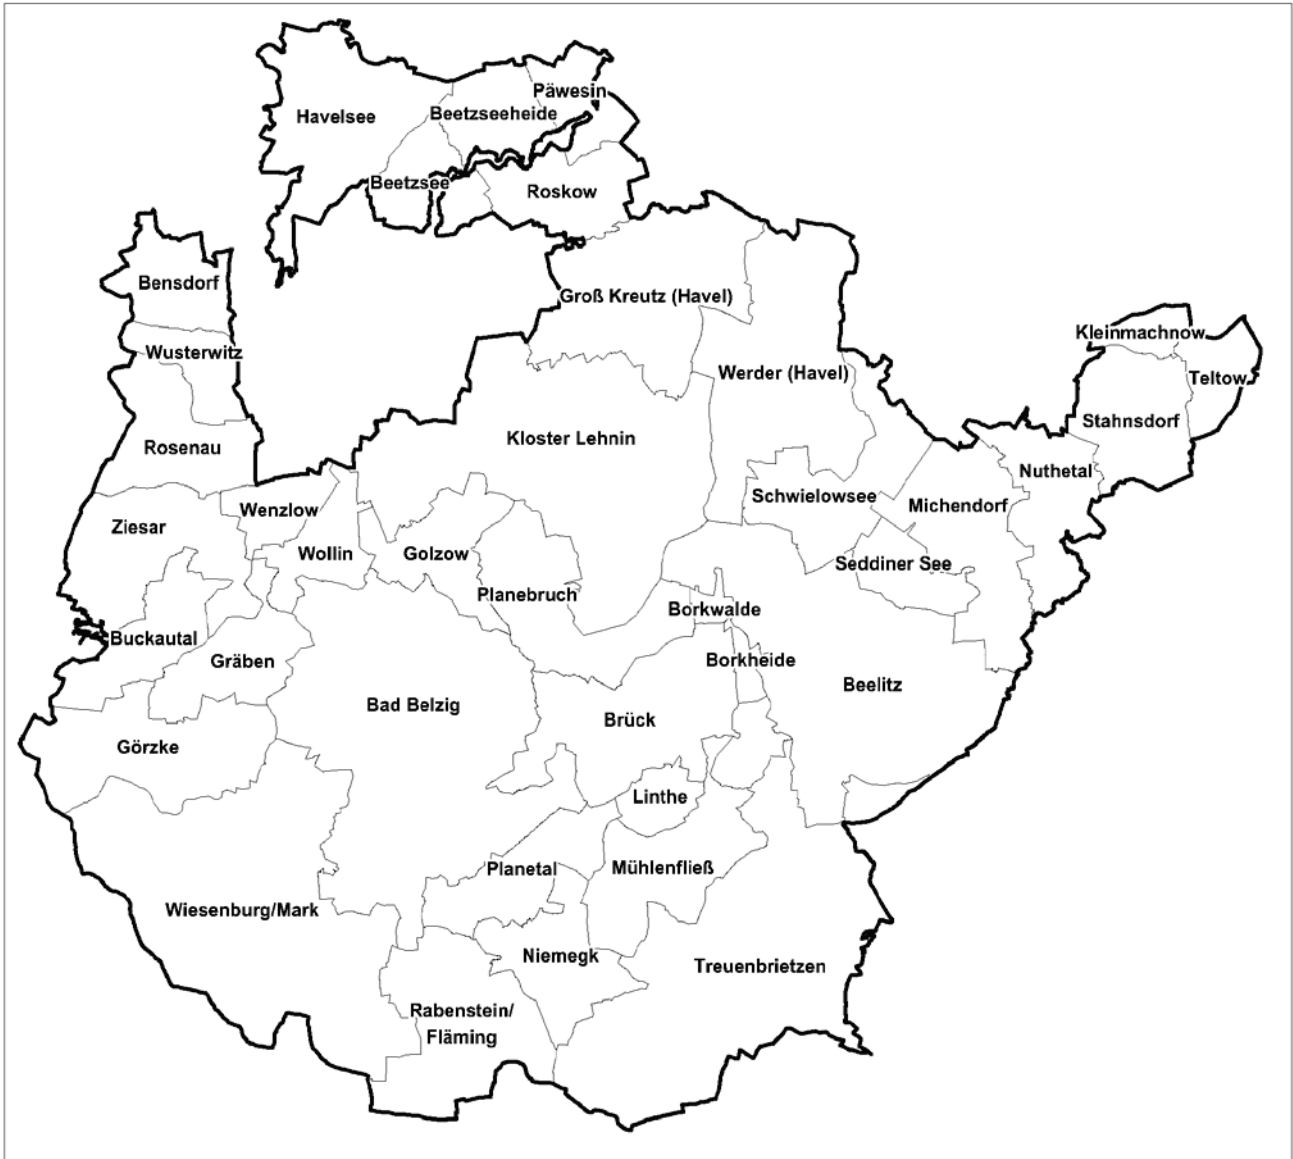 Päwesin
Havelsee
Beetzseeheide
Beetzsee
Roskow
Bensdorf
Groß Kreutz (Havel)
Kleinmachnow
Wusterwitz
Werder (Havel)
Teltow
Stahnsdorf
Kloster Lehnin
Rosenau
Nuthetal
Schwielowsee
Michendorf
Wenzlow
Ziesar
Wollin
Golzow
Seddiner See
Planebruch
Borkwalde
Buckautal
Gräben
Borkheide
Beelitz
Bad Belzig
Brück
Görzke
Linthe
Planetal
Mühlenfließ
Wiesenburg/Mark
Niemegk
Treuenbrietzen
Rabenstein/
Fläming